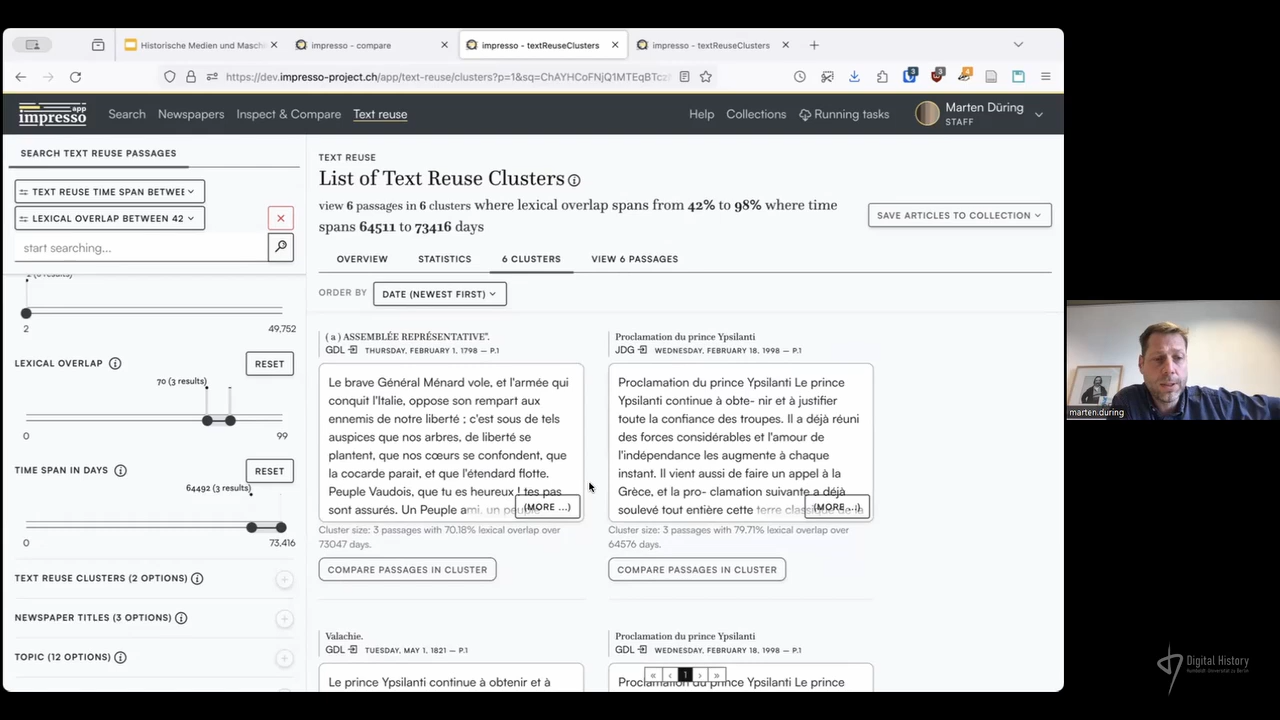 Historische Medien und Masch
impresso - compare
impresso - textReuseClusters
impresso - textReuseClusters
https://dev.impresso-project.ch/app/text-reuse/clusters?p=1&sq=ChAYHCoFNjQ1MTEqBTcz
impresso app
Search
Newspapers
Inspect & Compare
Text reuse
Help
Collections
Running tasks
Marten Düring
STAFF
SEARCH TEXT REUSE PASSAGES
TEXT REUSE TIME SPAN BETWEE
LEXICAL OVERLAP BETWEEN 42
start searching...
2
49,752
LEXICAL OVERLAP
RESET
70 (3 results)
0
99
TIME SPAN IN DAYS
RESET
64492 (3 results)
0
73,416
TEXT REUSE CLUSTERS (2 OPTIONS)
NEWSPAPER TITLES (3 OPTIONS)
TOPIC (12 OPTIONS)
TEXT REUSE
List of Text Reuse Clusters
view 6 passages in 6 clusters where lexical overlap spans from 42% to 98% where time
spans 64511 to 73416 days
SAVE ARTICLES TO COLLECTION
OVERVIEW
STATISTICS
6 CLUSTERS
VIEW 6 PASSAGES
ORDER BY
DATE (NEWEST FIRST)
( a ) ASSEMBLÉE REPRÉSENTATIVE".
GDL THURSDAY, FEBRUARY 1, 1798 — P.1
Le brave Général Ménard vole, et l'armée qui
conquit l'Italie, oppose son rempart aux
ennemis de notre liberté ; c'est sous de tels
auspices que nos arbres, de liberté se
plantent, que nos cœurs se confondent, que
la cocarde parait, et que l'étendard flotte.
Peuple Vaudois, que tu es heureux ! tes pas
sont assurés. Un Peuple ami, un peuple
(MORE ...)
Cluster size: 3 passages with 70.18% lexical overlap over
73047 days.
COMPARE PASSAGES IN CLUSTER
Proclamation du prince Ypsilanti
JDG WEDNESDAY, FEBRUARY 18, 1998 — P.1
Proclamation du prince Ypsilanti Le prince
Ypsilanti continue à obte- nir et à justifier
toute la confiance des troupes. Il a déjà réuni
des forces considérables et l'amour de
l'indépendance les augmente à chaque
instant. Il vient aussi de faire un appel à la
Grèce, et la pro- clamation suivante a déjà
soulevé tout entière cette terre classique de la
(MORE ...)
Cluster size: 3 passages with 79.71% lexical overlap over
64576 days.
COMPARE PASSAGES IN CLUSTER
Valachie.
GDL TUESDAY, MAY 1, 1821 — P.1
Le prince Ypsilanti continue à obtenir et à
Proclamation du prince Ypsilanti
GDL WEDNESDAY, FEBRUARY 18, 1998 — P.1
Proclamation du prince Ypsilanti Le prince
« ‹ 1 › »
marten.during
Digital History